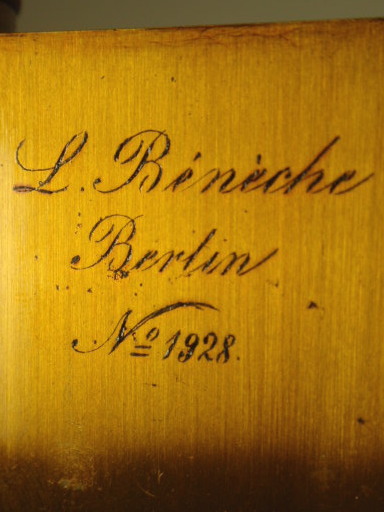 L. Bénèche
Berlin
Nº 1928.